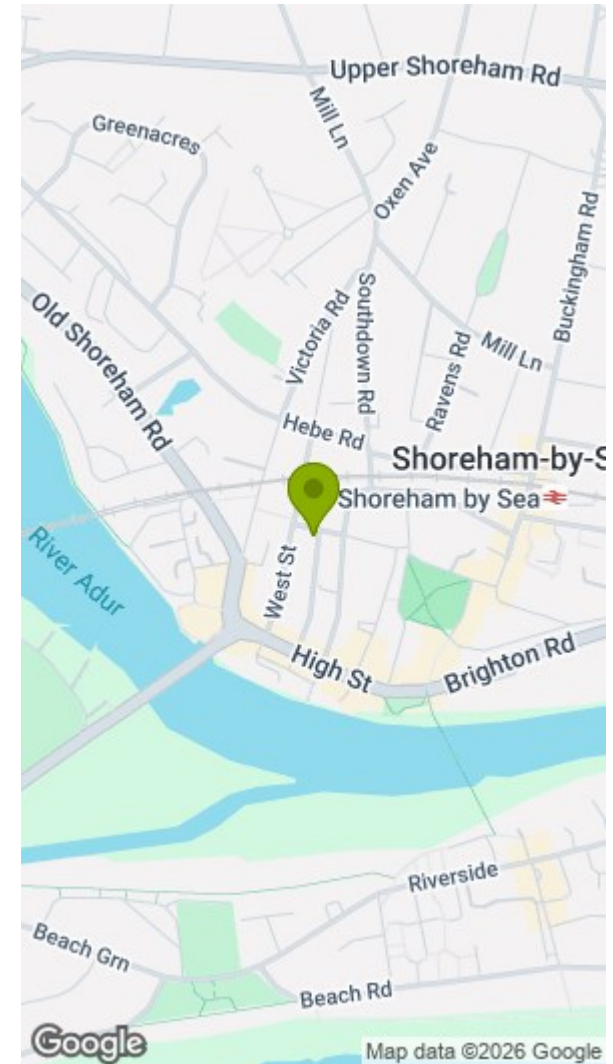 Upper Shoreham Rd
Mill Ln
Greenacres
Oxen Ave
Buckingham Rd
Old Shoreham Rd
Victoria Rd
Southdown Rd
Ravens Rd
Mill Ln
Hebe Rd
Shoreham-by-S
Shoreham by Sea
River Adur
West St
High St
Brighton Rd
Riverside
Beach Grn
Beach Rd
Google
Map data ©2026 Google